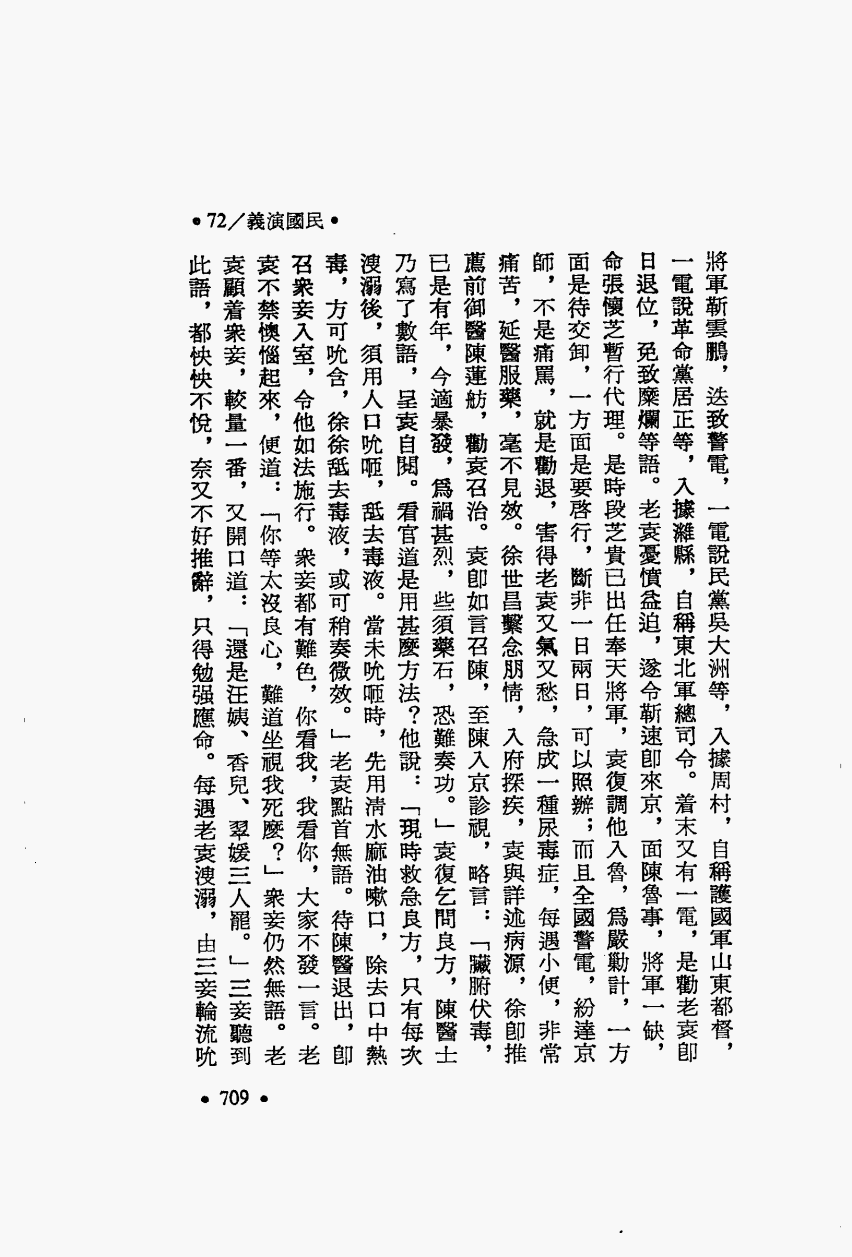 •72／義演國民•
將軍靳雲鵬，迭致警電，一電說民黨吳大洲等，入據周村，自稱護國軍山東都督，
一電說革命黨居正等，入據濰縣，自稱東北軍總司令。着末又有一電，是勸老袁卽
日退位，免致糜爛等語。老袁憂憤益迫，遂令靳速卽來京，面陳魯事，將軍一缺，
命張懷芝暫行代理。是時段芝貴已出任奉天將軍，袁復調他入魯，爲嚴勦計，一方
面是待交卸，一方面是要啓行，斷非一日兩日，可以照辦；而且全國警電，紛達京
師，不是痛罵，就是勸退，害得老袁又氣又愁，急成一種尿毒症，每遇小便，非常
痛苦，延醫服藥，毫不見效。徐世昌繫念朋情，入府探疾，袁與詳述病源，徐卽推
薦前御醫陳蓮舫，勸袁召治。袁卽如言召陳，至陳入京診視，略言：「臟腑伏毒，
已是有年，今適暴發，爲禍甚烈，些須藥石，恐難奏功。」袁復乞問良方，陳醫士
乃寫了數語，呈袁自閱。看官道是用甚麼方法？他說：「現時救急良方，只有每次
溲溺後，須用人口吮咂，舐去毒液。當未吮咂時，先用清水麻油嗽口，除去口中熱
毒，方可吮含，徐徐舐去毒液，或可稍奏微效。」老袁點首無語。待陳醫退出，卽
召衆妾入室，令他如法施行。衆妾都有難色，你看我，我看你，大家不發一言。老
袁不禁懊惱起來，便道：「你等太沒良心，難道坐視我死麼？」衆妾仍然無語。老
袁顧着衆妾，較量一番，又開口道：「還是汪姨、香兒、翠媛三人罷。」三妾聽到
此語，都怏怏不悅，奈又不好推辭，只得勉强應命。每遇老袁溲溺，由三妾輪流吮
•709•